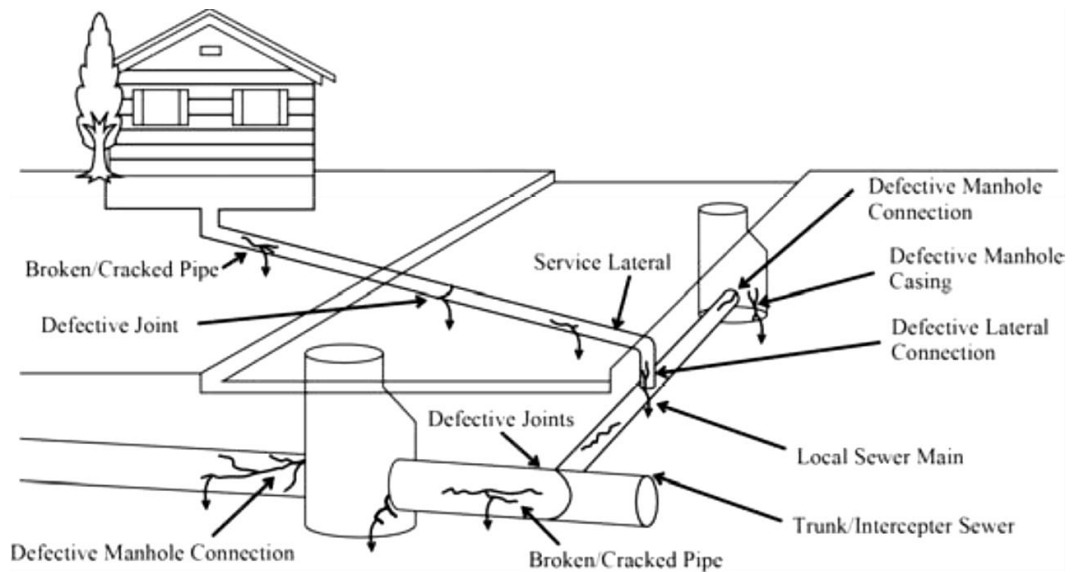 Defective Manhole
Connection
Defective Manhole
Casing
Service Lateral
Broken/Cracked Pipe
Defective Joint
Defective Lateral
Connection
Defective Joints
Local Sewer Main
Trunk/Intercepter Sewer
Defective Manhole Connection
Broken/Cracked Pipe